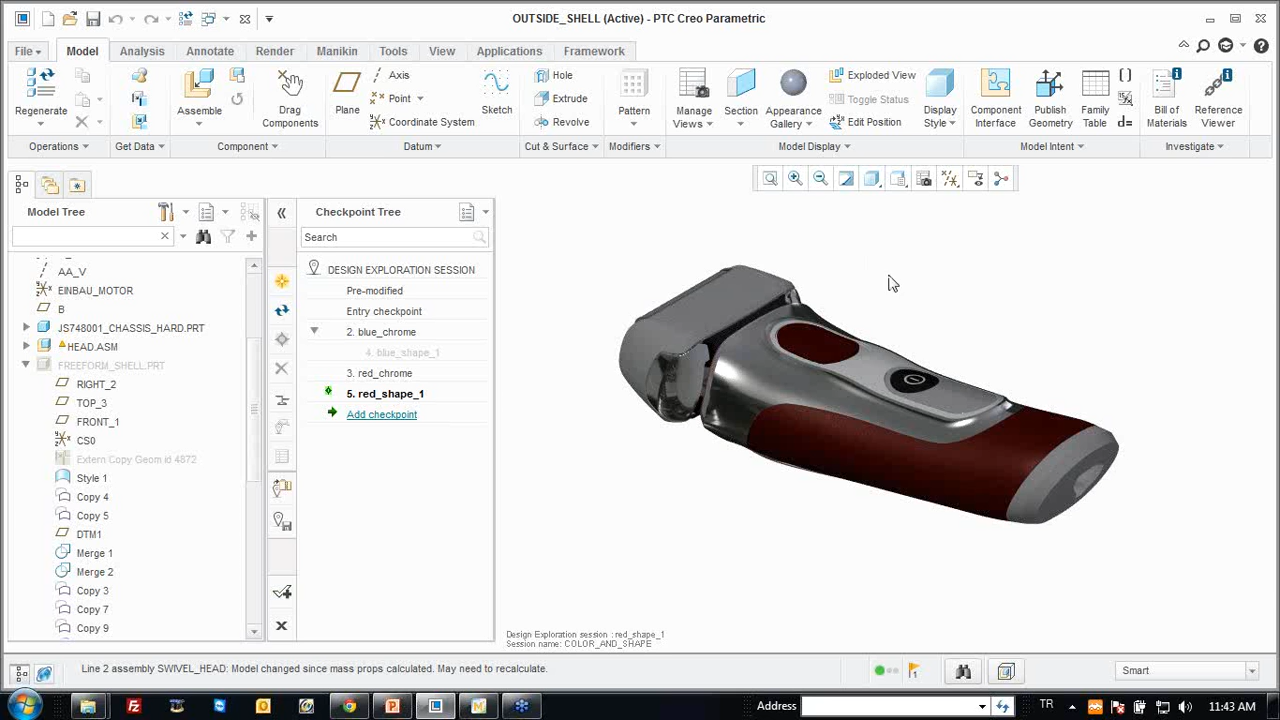 OUTSIDE_SHELL (Active) - PTC Creo Parametric
File
Model
Analysis
Annotate
Render
Manikin
Tools
View
Applications
Framework
Regenerate
Operations
Get Data
Assemble
Component
Drag
Components
Plane
Axis
Point
Coordinate System
Sketch
Datum
Hole
Extrude
Revolve
Cut & Surface
Pattern
Modifiers
Manage
Views
Section
Appearance
Gallery
Exploded View
Toggle Status
Edit Position
Display
Style
Model Display
Component
Interface
Publish
Geometry
Family
Table
d=
Model Intent
Bill of
Materials
Reference
Viewer
Investigate
Model Tree
AA_V
EINBAU_MOTOR
B
JS748001_CHASSIS_HARD.PRT
HEAD.ASM
FREEFORM_SHELL.PRT
RIGHT_2
TOP_3
FRONT_1
CS0
Extern Copy Geom id 4872
Style 1
Copy 4
Copy 5
DTM1
Merge 1
Merge 2
Copy 3
Copy 7
Copy 9
Checkpoint Tree
Search
DESIGN EXPLORATION SESSION
Pre-modified
Entry checkpoint
2. blue_chrome
4. blue_shape_1
3. red_chrome
5. red_shape_1
Add checkpoint
Design Exploration session : red_shape_1
Session name: COLOR_AND_SHAPE
Line 2 assembly SWIVEL_HEAD: Model changed since mass props calculated. May need to recalculate.
Smart
Address
TR
11:43 AM